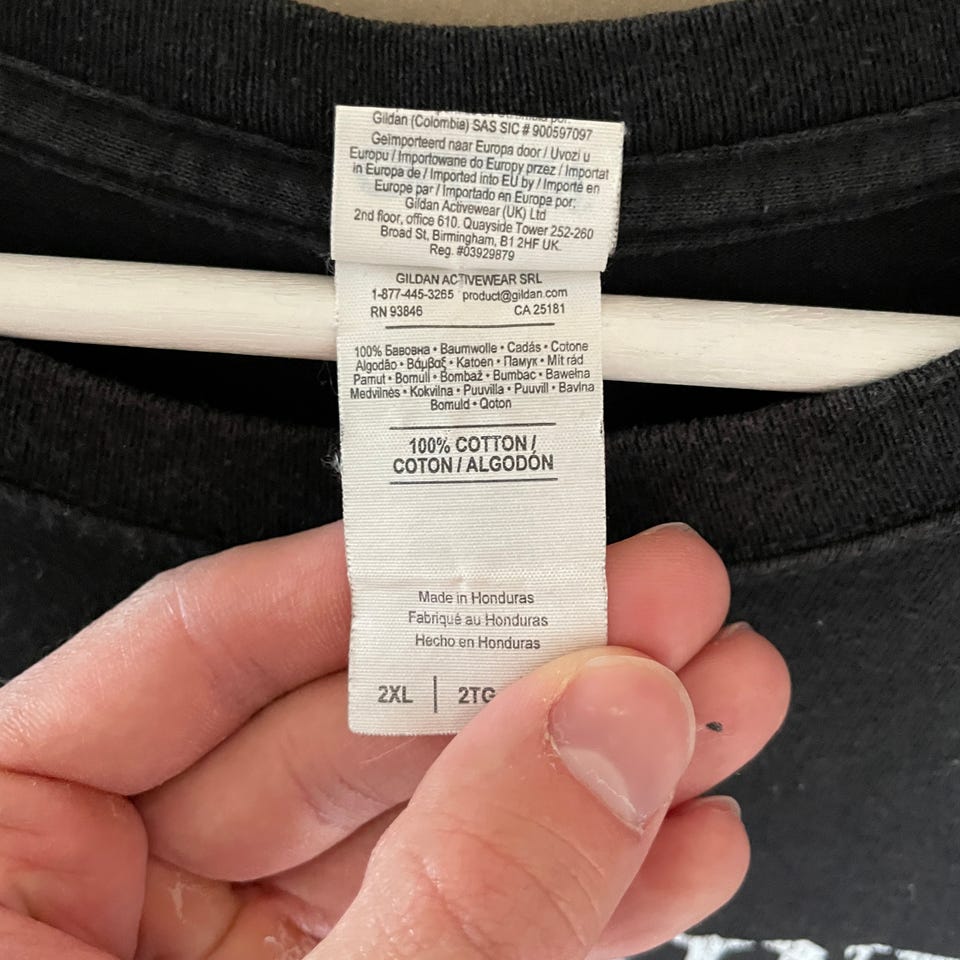 Gildan (Colombia) SAS SIC # 900597097
Geïmporteerd naar Europa door / Uvozi u
Europu / Importowane do Europy przez / Importat
in Europa de / Imported into EU by / Importé en
Europe par / Importado en Europa por:
Gildan Activewear (UK) Ltd
2nd floor, office 610. Quayside Tower 252-260
Broad St, Birmingham, B1 2HF UK.
Reg. #03929879
GILDAN ACTIVEWEAR SRL
1-877-445-3265 product@gildan.com
RN 93846 CA 25181
100% Бавовна • Baumwolle • Cadás • Cotone
Algodão • Βάμβαξ • Katoen • Памук • Mit rád
Pamut • Bomull • Bombaž • Bumbac • Bawełna
Medvilnės • Kokvilna • Puuvilla • Puuvill • Bavlna
Bomuld • Qoton
100% COTTON /
COTON / ALGODÓN
Made in Honduras
Fabriqué au Honduras
Hecho en Honduras
2XL | 2TG